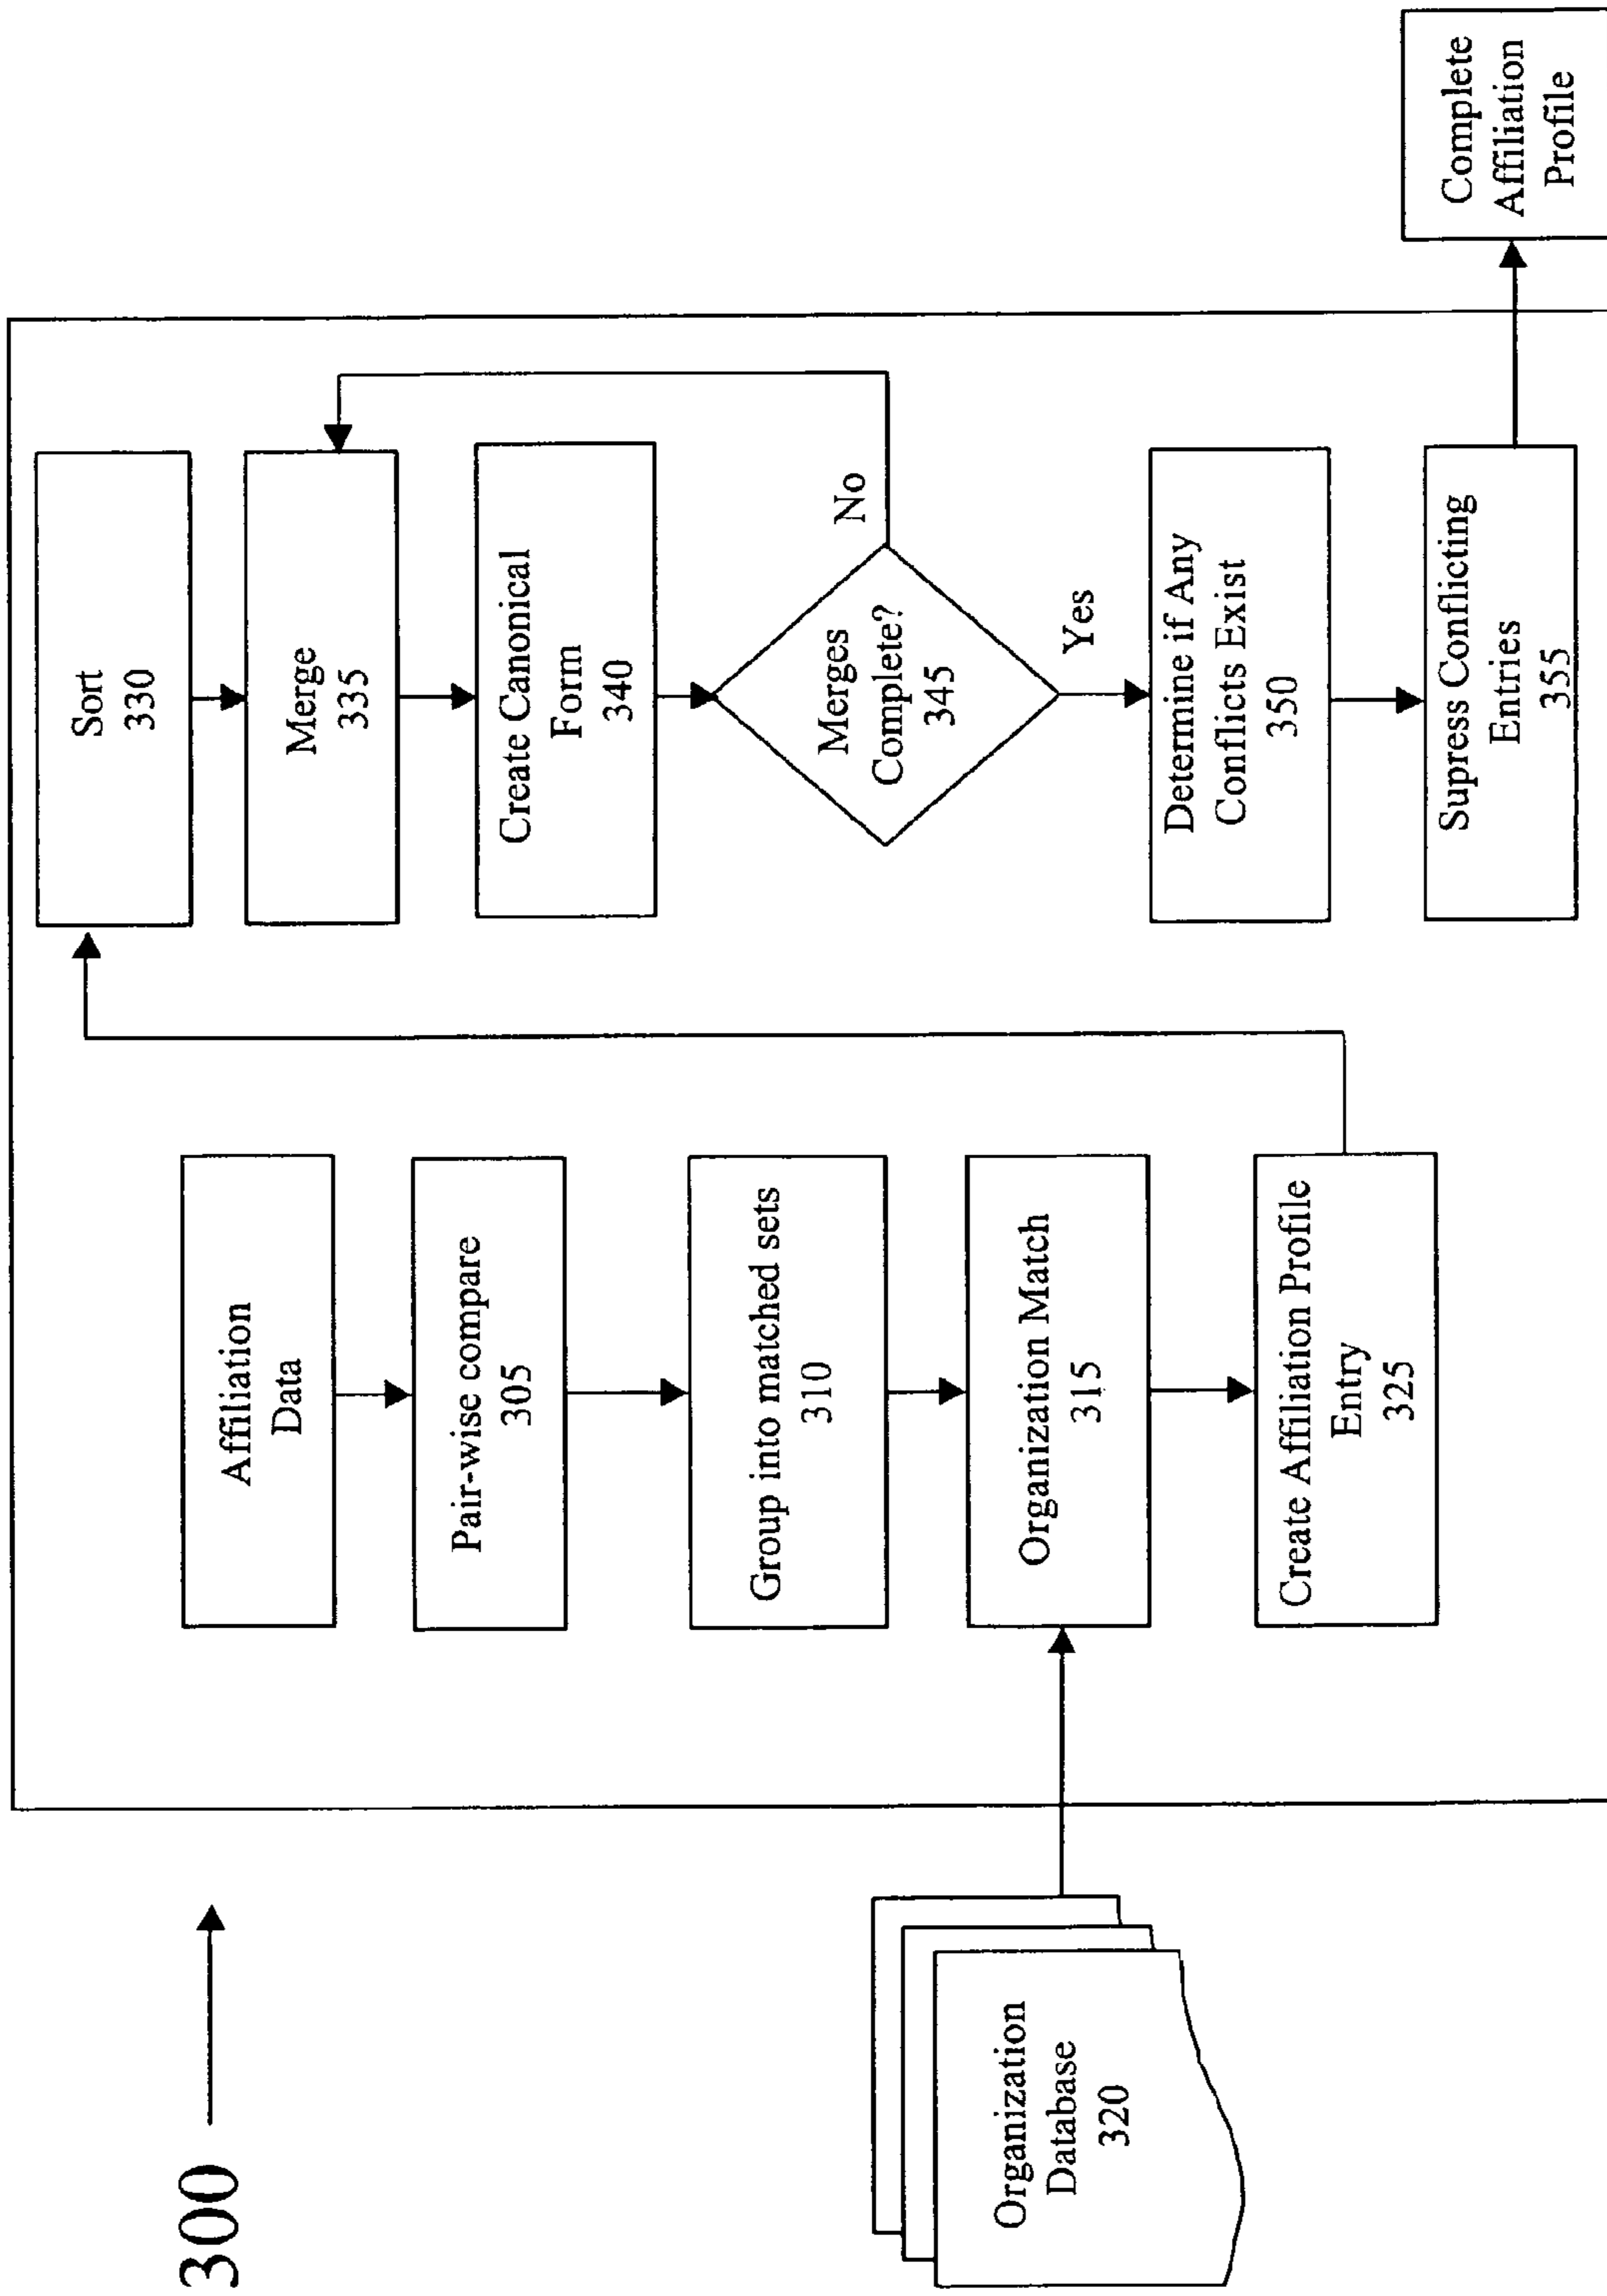 300
Organization
Database
320
Affiliation
Data
Pair-wise compare
305
Group into matched sets
310
Organization Match
315
Create Affiliation Profile
Entry
325
Sort
330
Merge
335
Create Canonical
Form
340
Merges
Complete?
345
No
Yes
Determine if Any
Conflicts Exist
350
Supress Conflicting
Entries
355
Complete
Affiliation
Profile